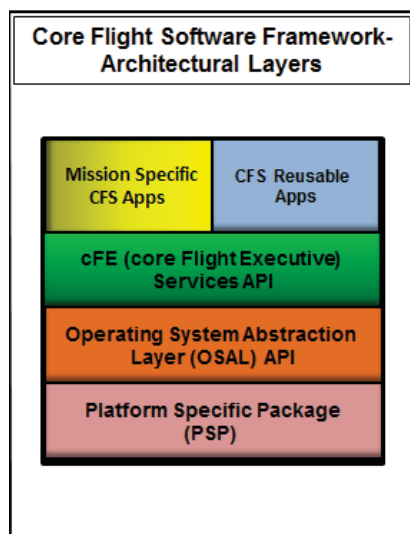 Core Flight Software Framework-
Architectural Layers
Mission Specific
CFS Apps
CFS Reusable
Apps
cFE (core Flight Executive)
Services API
Operating System Abstraction
Layer (OSAL) API
Platform Specific Package
(PSP)